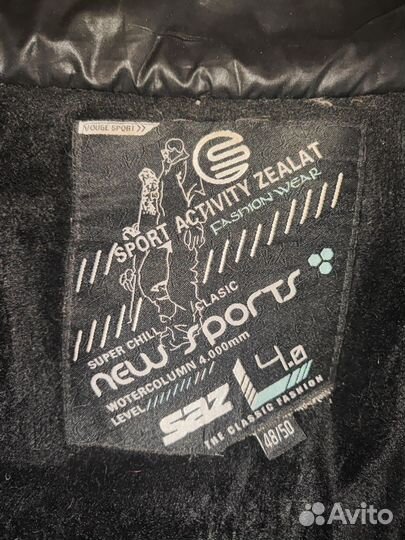 VOGUE SPORT>>
SPORT ACTIVITY ZEALAT
FASHION WEAR
SUPER CHILL CLASIC
NEW SPORTS
WOTERCOLUMN 4.000mm
LEVEL
saz L 4.0
THE CLASSIC FASHION
48/50
Avito